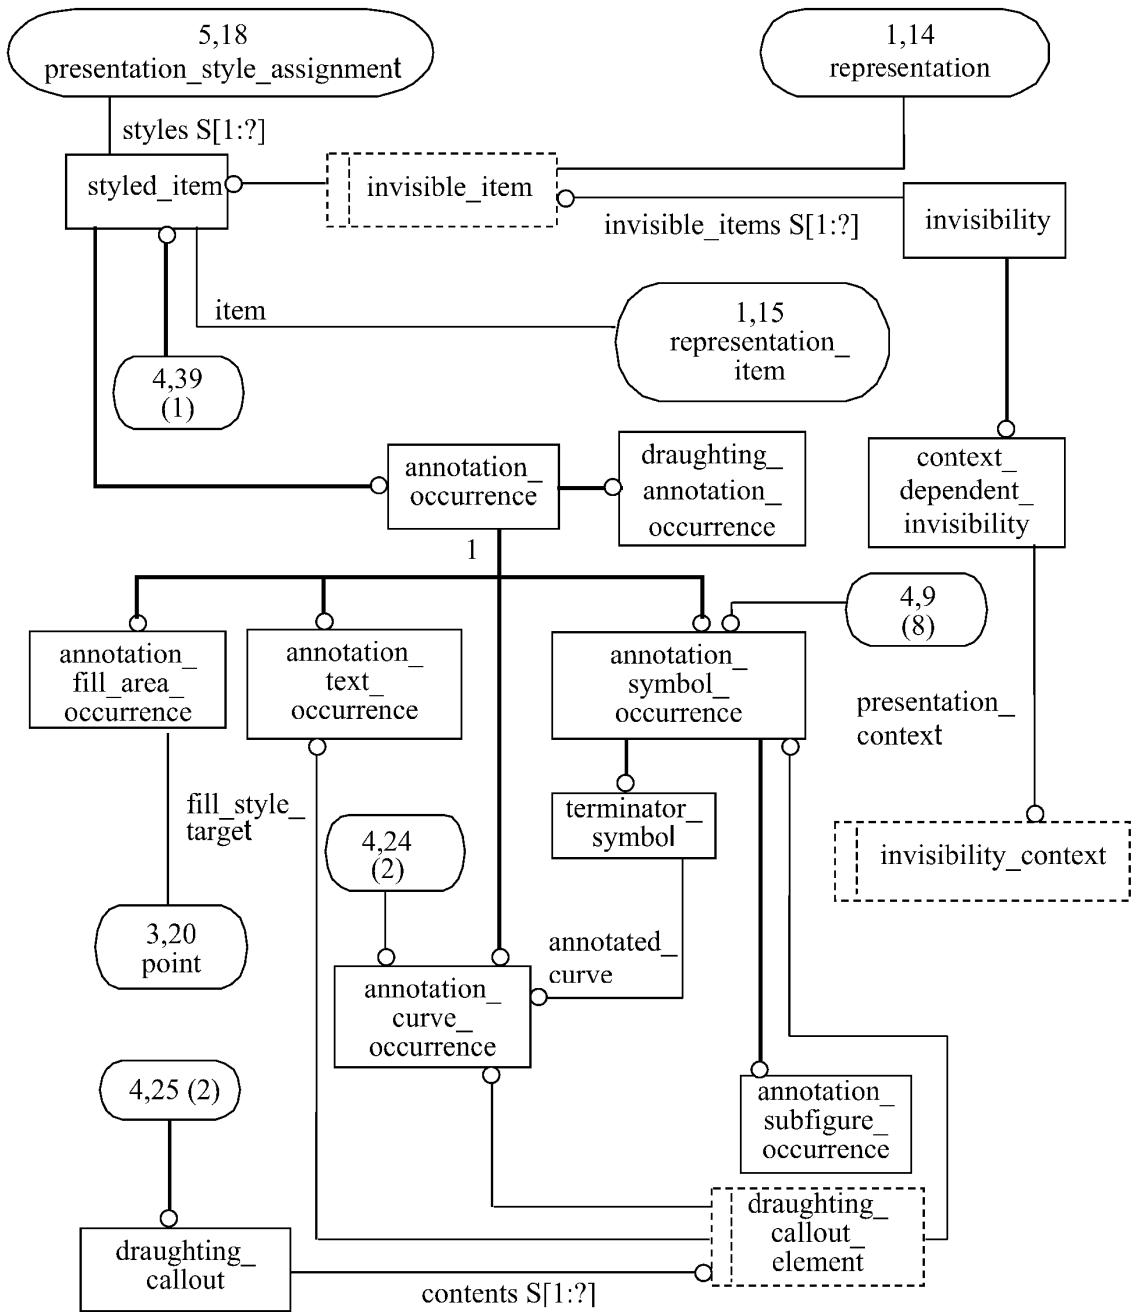 5,18
presentation_style_assignment
1,14
representation
styles S[1:?]
styled_item
invisible_item
invisible_items S[1:?]
invisibility
item
1,15
representation_
item
4,39
(1)
annotation_
occurrence
draughting_
annotation_
occurrence
context_
dependent_
invisibility
1
4,9
(8)
annotation_
fill_area_
occurrence
annotation_
text_
occurrence
annotation_
symbol_
occurrence
presentation_
context
fill_style_
target
4,24
(2)
terminator_
symbol
invisibility_context
3,20
point
annotated_
curve
annotation_
curve_
occurrence
4,25 (2)
annotation_
subfigure_
occurrence
draughting_
callout_
element
draughting_
callout
contents S[1:?]